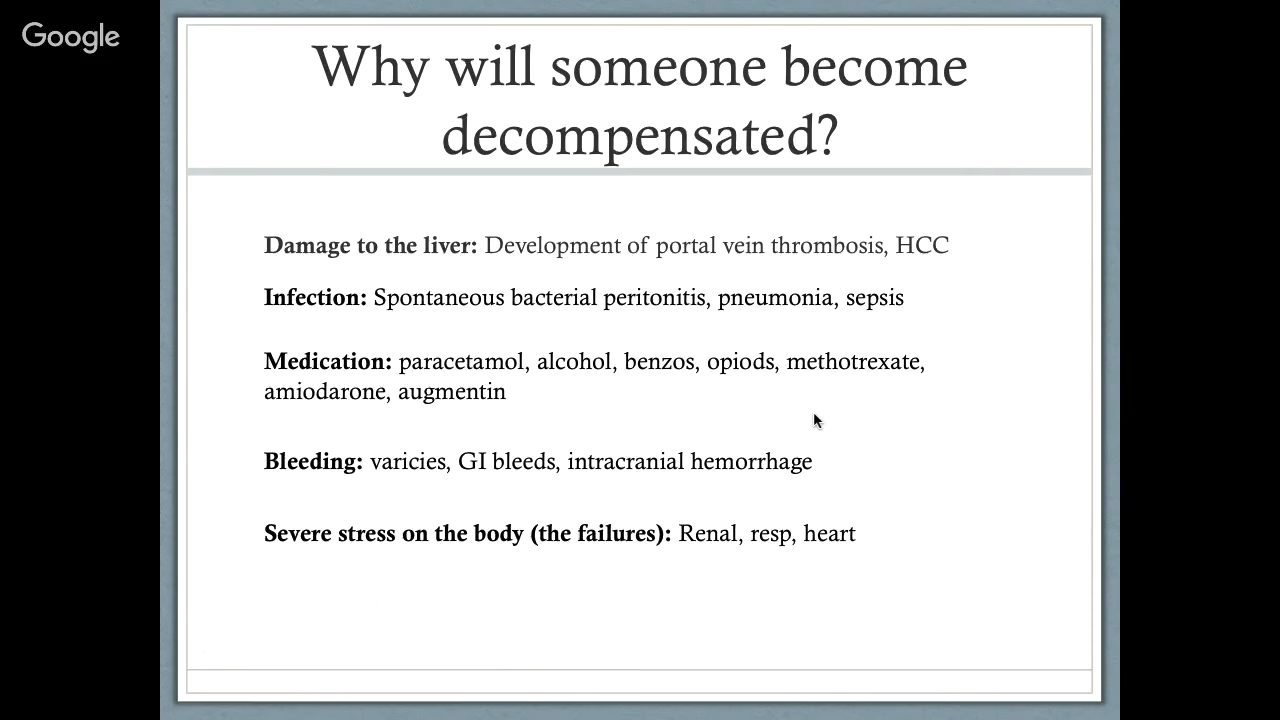 Google
Why will someone become
decompensated?
Damage to the liver: Development of portal vein thrombosis, HCC
Infection: Spontaneous bacterial peritonitis, pneumonia, sepsis
Medication: paracetamol, alcohol, benzos, opiods, methotrexate,
amiodarone, augmentin
Bleeding: varicies, GI bleeds, intracranial hemorrhage
Severe stress on the body (the failures): Renal, resp, heart